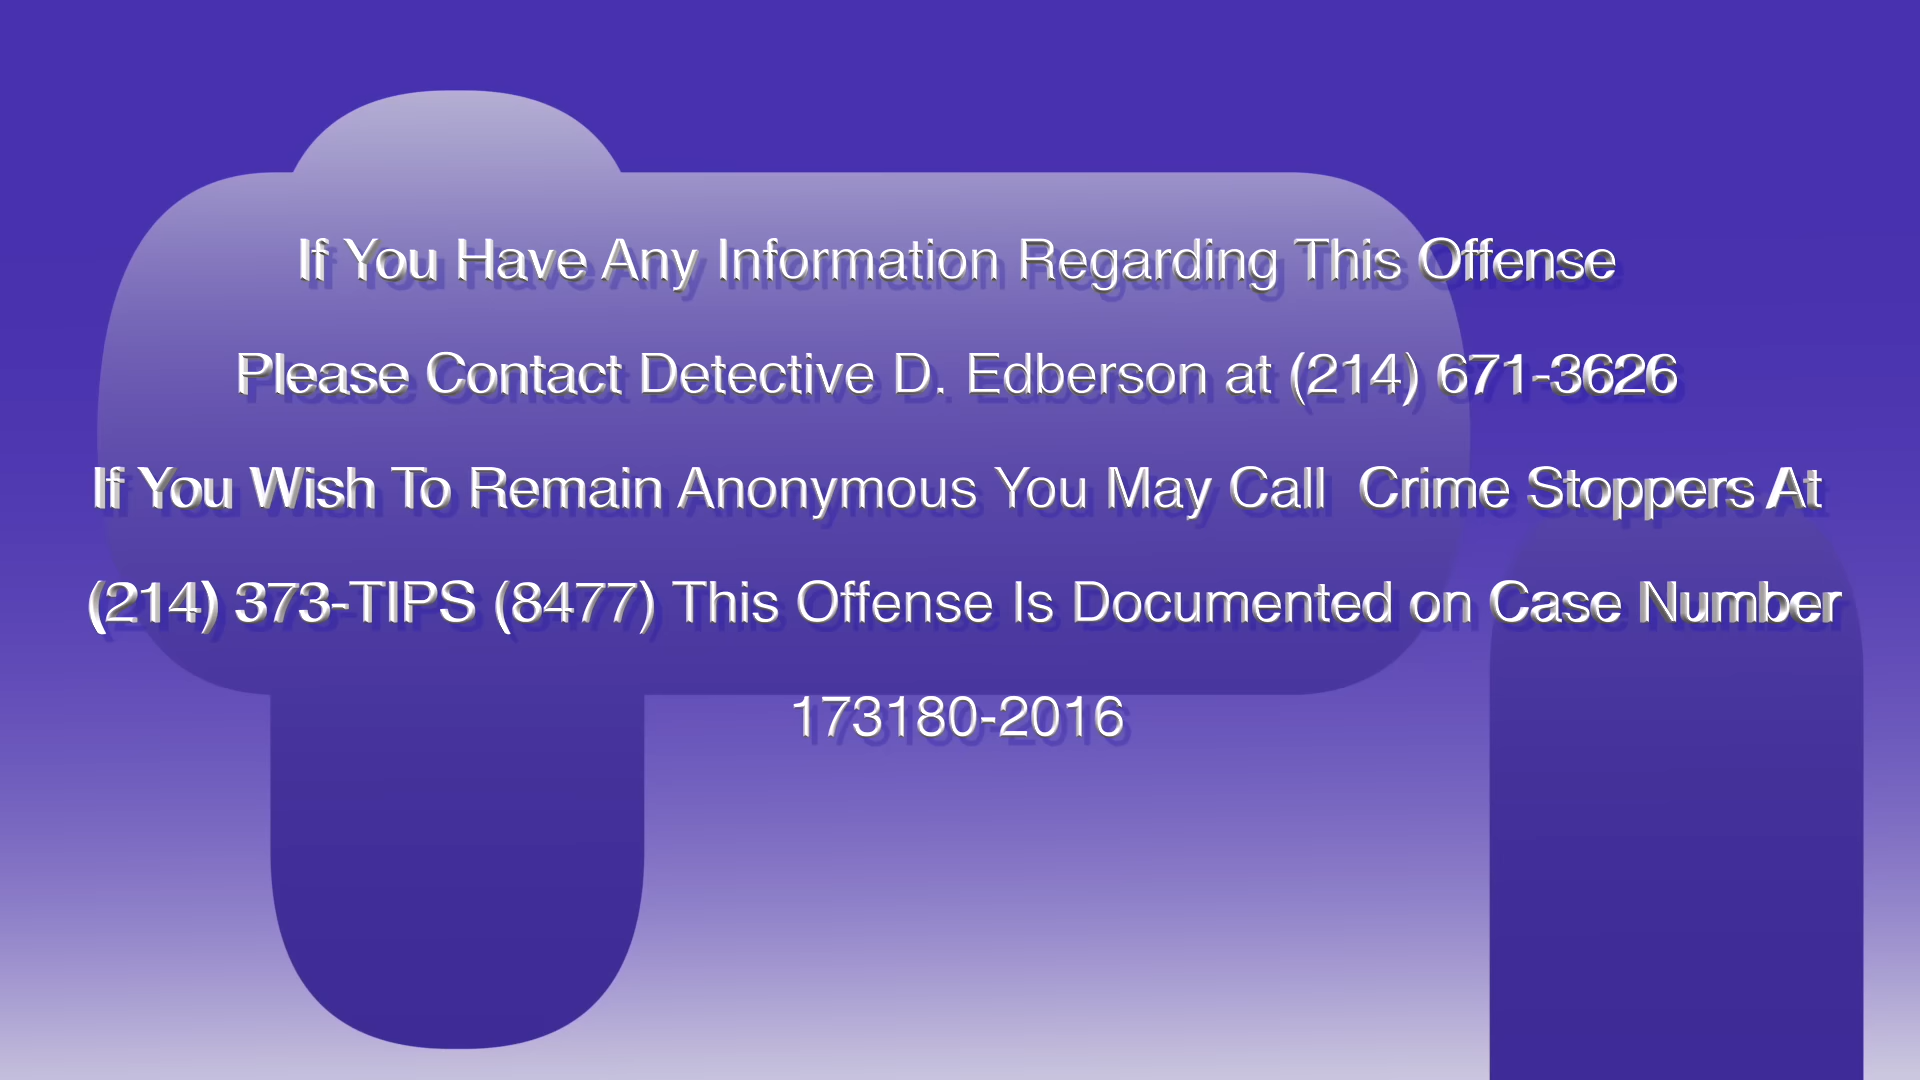 If You Have Any Information Regarding This Offense
Please Contact Detective D. Edberson at (214) 671-3626
If You Wish To Remain Anonymous You May Call  Crime Stoppers At
(214) 373-TIPS (8477) This Offense Is Documented on Case Number
173180-2016